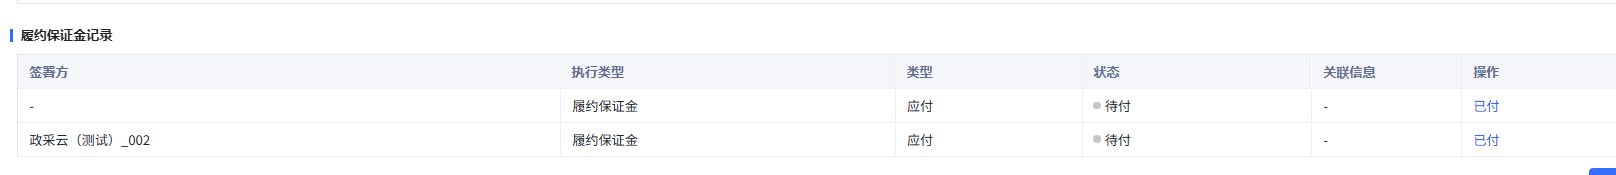 履约保证金记录
签署方 执行类型 类型 状态 关联信息 操作
- 履约保证金 应付 待付 - 已付
政采云（测试）_002 履约保证金 应付 待付 - 已付